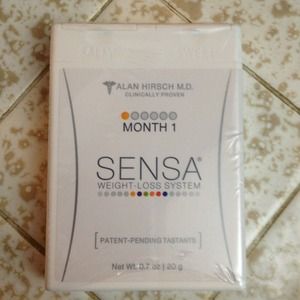 ALAN HIRSCH M.D.
CLINICALLY PROVEN
MONTH 1
SENSA®
WEIGHT-LOSS SYSTEM
[ PATENT-PENDING TASTANTS ]
Net Wt. 0.7 oz | 20 g